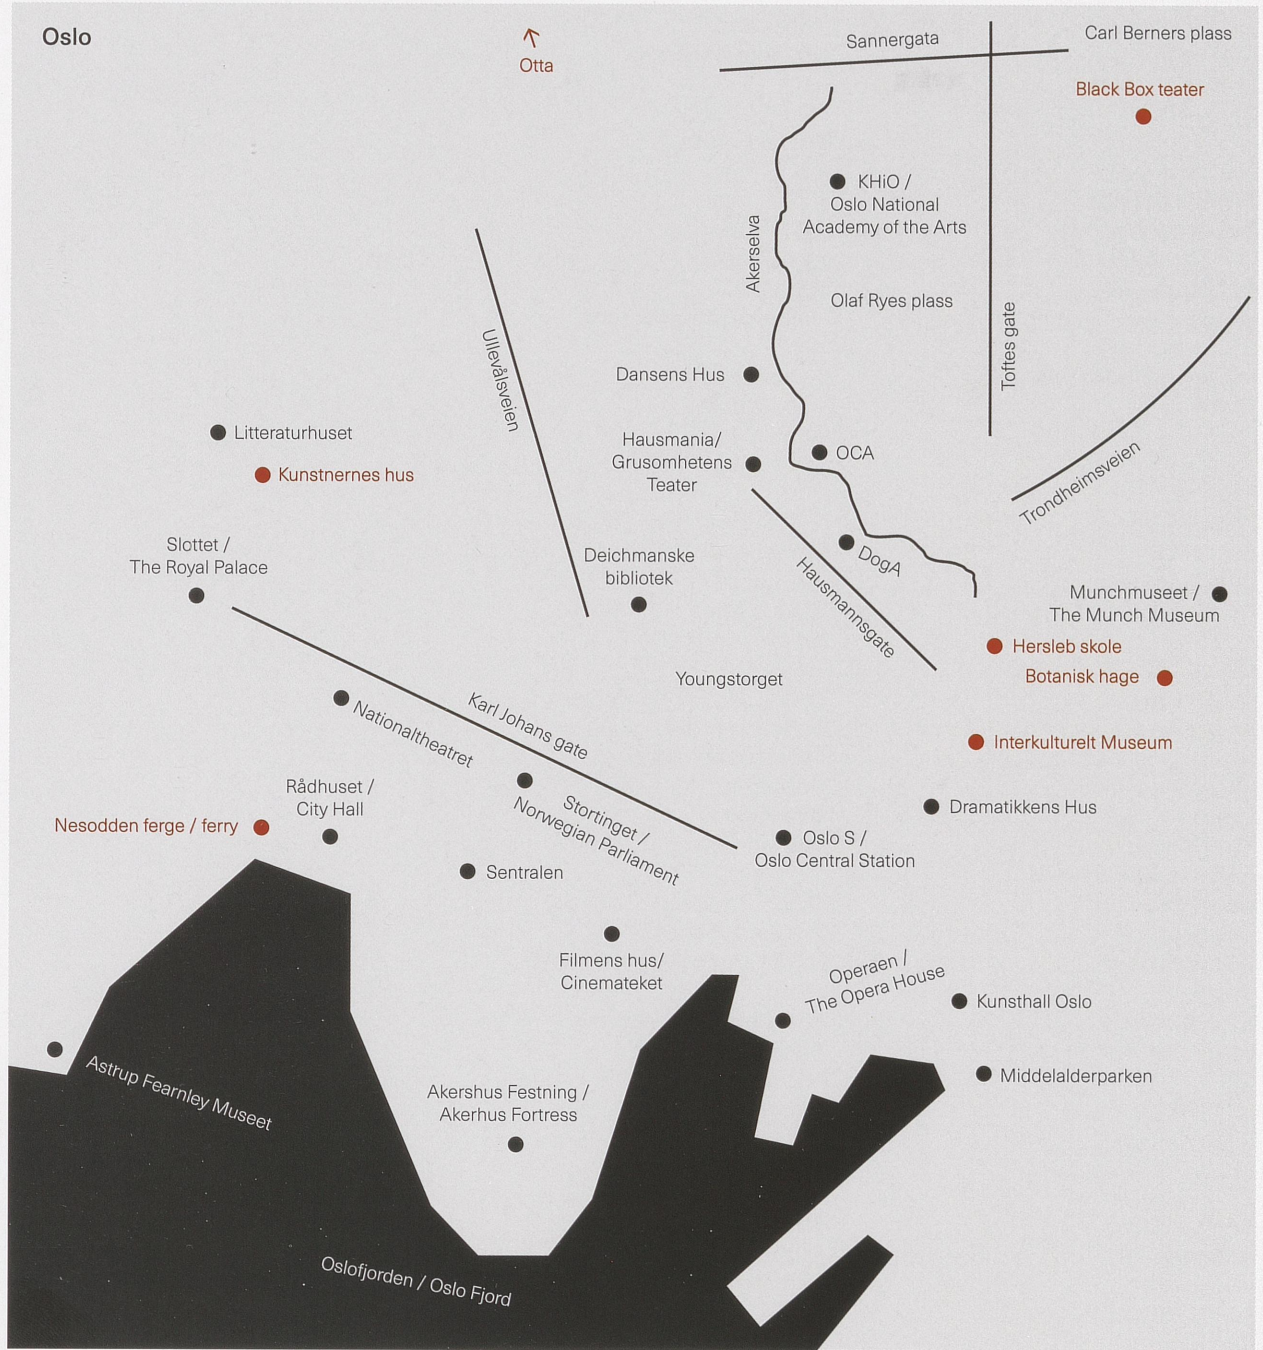 Oslo
Otta
Sannergata
Carl Berners plass
Black Box teater
KHiO /
Oslo National
Academy of the Arts
Akerselva
Olaf Ryes plass
Toftes gate
Ullevålsveien
Dansens Hus
Litteraturhuset
Hausmania/
Grusomhetens
Teater
OCA
Kunstnernes hus
Trondheimsveien
Slottet /
The Royal Palace
Deichmanske
bibliotek
DogA
Hausmannsgate
Munchmuseet /
The Munch Museum
Hersleb skole
Botanisk hage
Youngstorget
Karl Johans gate
Nationaltheatret
Interkulturelt Museum
Rådhuset /
City Hall
Stortinget /
Norwegian Parliament
Dramatikkens Hus
Nesodden ferge / ferry
Oslo S /
Oslo Central Station
Sentralen
Filmens hus/
Cinemateket
Operaen /
The Opera House
Kunsthall Oslo
Astrup Fearnley Museet
Middelalderparken
Akershus Festning /
Akerhus Fortress
Oslofjorden / Oslo Fjord